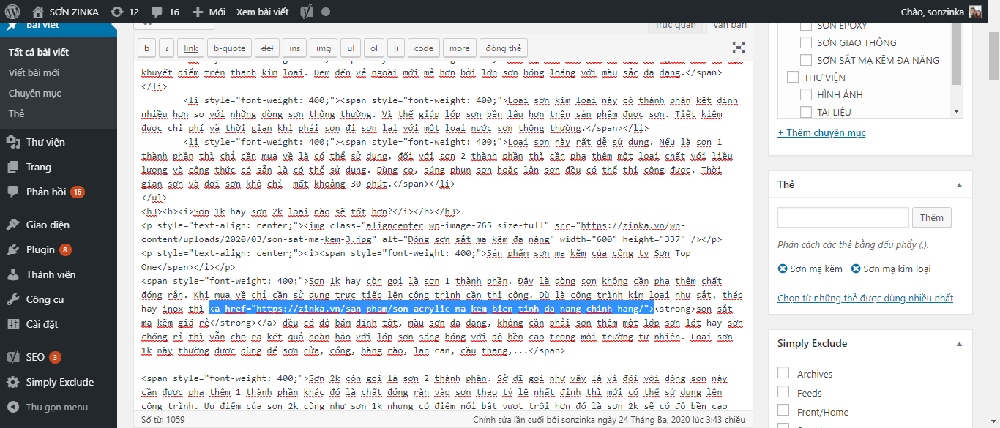 SƠN ZINKA 12 16 Mới Xem bài viết Chào, sonzinka
Bài viết
Tất cả bài viết
Viết bài mới
Chuyên mục
Thẻ
Thư viện
Trang
Phản hồi 16
Giao diện
Plugin 8
Thành viên
Công cụ
Cài đặt
SEO 3
Simply Exclude
Thu gọn menu
Trực quan Văn bản
b i link b-quote del ins img ul ol li code more đóng thẻ
khuyết điểm trên thanh kim loại. Đem đến vẻ ngoài mới mẻ hơn bởi lớp sơn bóng loáng với màu sắc đa dạng.</span>
</li>
<li style="font-weight: 400;"><span style="font-weight: 400;">Loại sơn kim loại này có thành phần kết dính
nhiều hơn so với những dòng sơn thông thường. Vì thế giúp lớp sơn bền lâu hơn trên sản phẩm được sơn. Tiết kiệm
được chi phí và thời gian khi phải sơn đi sơn lại với một loại nước sơn thông thường.</span></li>
<li style="font-weight: 400;"><span style="font-weight: 400;">Loại sơn này rất dễ sử dụng. Nếu là sơn 1
thành phần thì chỉ cần mua về là có thể sử dụng, đối với sơn 2 thành phần thì cần pha thêm một loại chất với liều
lượng và công thức có sẵn là có thể sử dụng. Dùng cọ, súng phun sơn hoặc lăn sơn đều có thể thi công được. Thời
gian sơn và đợi sơn khô chỉ  mất khoảng 30 phút.</span></li>
</ul>
<h3><b><i>Sơn 1k hay sơn 2k loại nào sẽ tốt hơn?</i></b></h3>
<p style="text-align: center;"><img class="aligncenter wp-image-765 size-full" src="https://zinka.vn/wp-
content/uploads/2020/03/son-sat-ma-kem-3.jpg" alt="Dòng sơn sắt mạ kẽm đa năng" width="600" height="337" /></p>
<p style="text-align: center;"><i><span style="font-weight: 400;">Sản phẩm sơn mạ kẽm của công ty Sơn Top
One</span></i></p>
<span style="font-weight: 400;">Sơn 1k hay còn gọi là sơn 1 thành phần. Đây là dòng sơn không cần pha thêm chất
đóng rắn. Khi mua về chỉ cần sử dụng trực tiếp lên công trình cần thi công. Dù là công trình kim loại như sắt, thép
hay inox thì <a href="https://zinka.vn/san-pham/son-acrylic-ma-kem-bien-tinh-da-nang-chinh-hang/"><strong>sơn sắt
mạ kẽm giá rẻ</strong></a> đều có độ bám dính tốt, màu sơn đa dạng, không cần phải sơn thêm một lớp sơn lót hay sơn
chống rỉ thì vẫn cho ra kết quả hoàn hảo với lớp sơn sáng bóng với độ bền cao trong môi trường tự nhiên. Loại sơn
1k này thường được dùng để sơn cửa, cổng, hàng rào, lan can, cầu thang,...</span>
<span style="font-weight: 400;">Sơn 2k còn gọi là sơn 2 thành phần. Sở dĩ gọi như vậy là vì đối với dòng sơn này
cần được pha thêm 1 thành phần khác đó là chất đóng rắn vào sơn theo tỷ lệ nhất định thì mới có thể sử dụng lên
công trình. Ưu điểm của sơn 2k cũng như sơn 1k nhưng có điểm nổi bật vượt trội hơn đó là sơn 2k sẽ có độ bền cao
Số từ: 1059 Chỉnh sửa lần cuối bởi sonzinka ngày 24 Tháng Ba, 2020 lúc 3:43 chiều
SƠN EPOXY
SƠN GIAO THÔNG
SƠN SẮT MẠ KẼM ĐA NĂNG
THƯ VIỆN
HÌNH ẢNH
TÀI LIỆU
+ Thêm chuyên mục
Thẻ
Thêm
Phân cách các thẻ bằng dấu phẩy (,).
Sơn mạ kẽm Sơn mạ kim loại
Chọn từ những thẻ được dùng nhiều nhất
Simply Exclude
Archives
Feeds
Front/Home